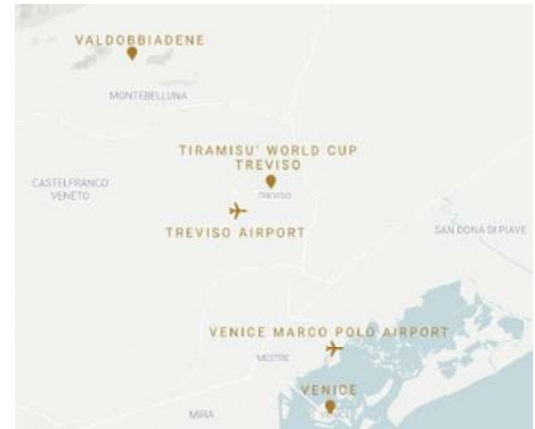 VALDOBBIADENE
MONTEBELLUNA
TIRAMISU' WORLD CUP
TREVISO
CASTELFRANCO
VENETO
TREVISO
TREVISO AIRPORT
SAN DONÀ DI PIAVE
VENICE MARCO POLO AIRPORT
MESTRE
VENICE
MIRA